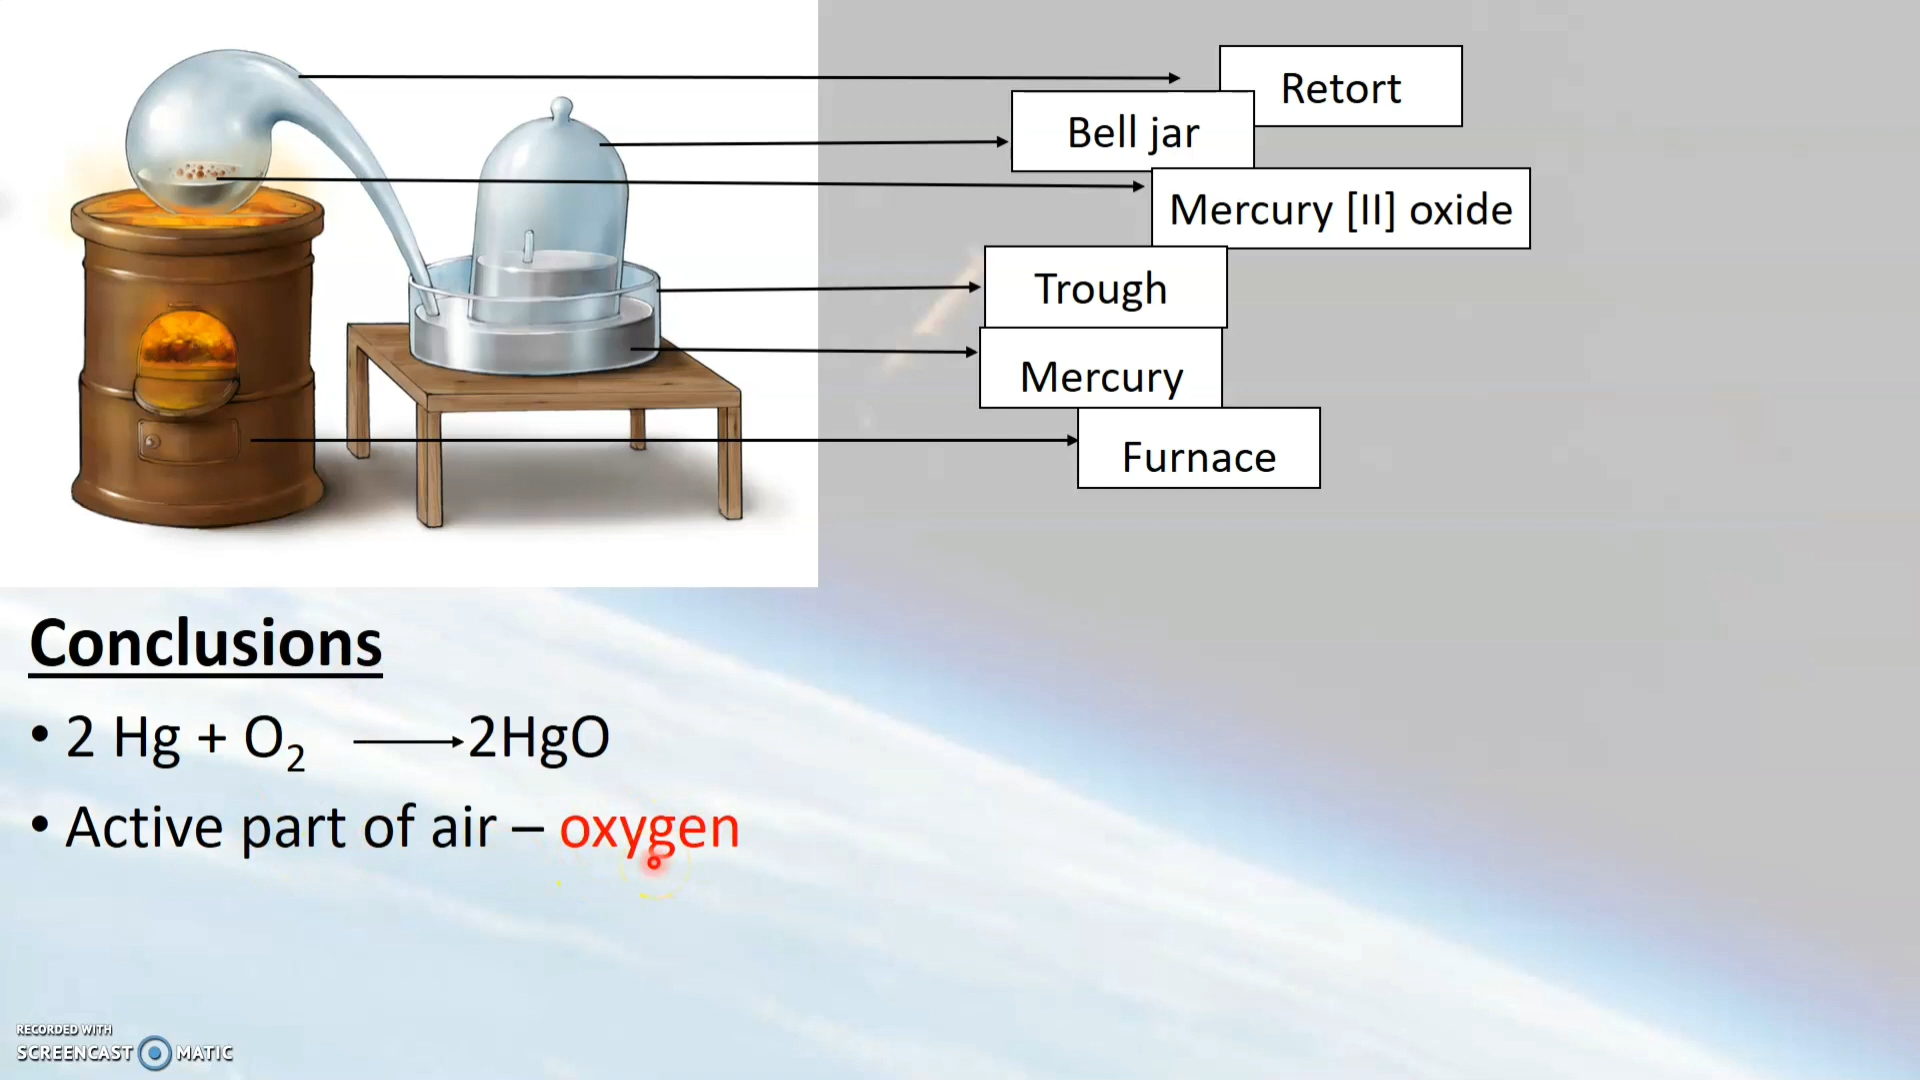 Retort
Bell jar
Mercury [II] oxide
Trough
Mercury
Furnace
Conclusions
• 2 Hg + O₂ ⟶2HgO
• Active part of air – oxygen
RECORDED WITH
SCREENCAST MATIC